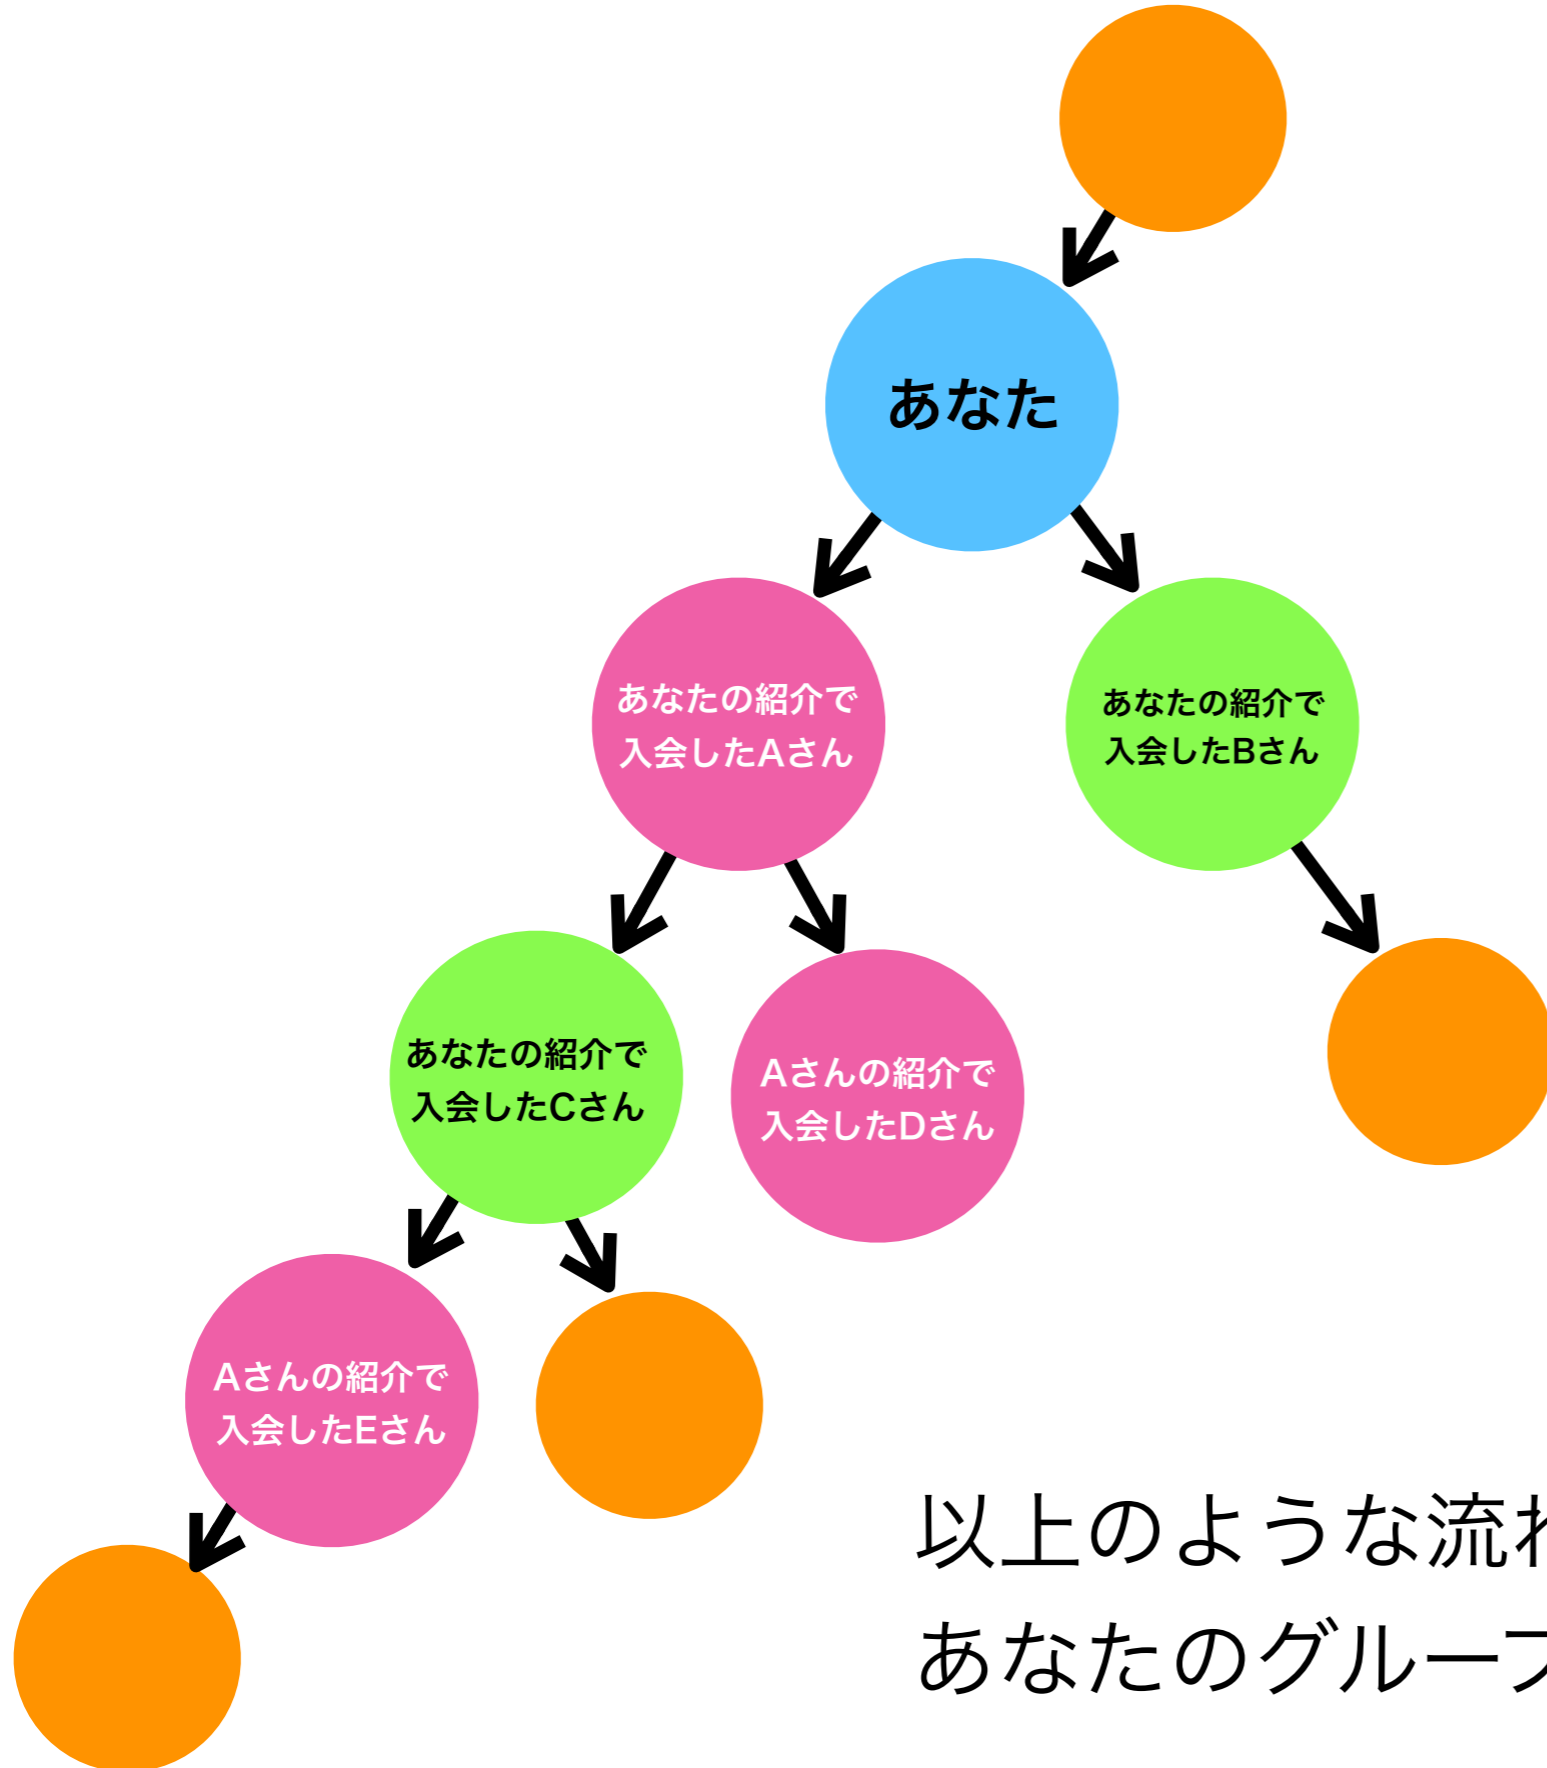 あなた
あなたの紹介で
入会したAさん
あなたの紹介で
入会したBさん
あなたの紹介で
入会したCさん
Aさんの紹介で
入会したDさん
Aさんの紹介で
入会したEさん
以上のような流れ
あなたのグループ